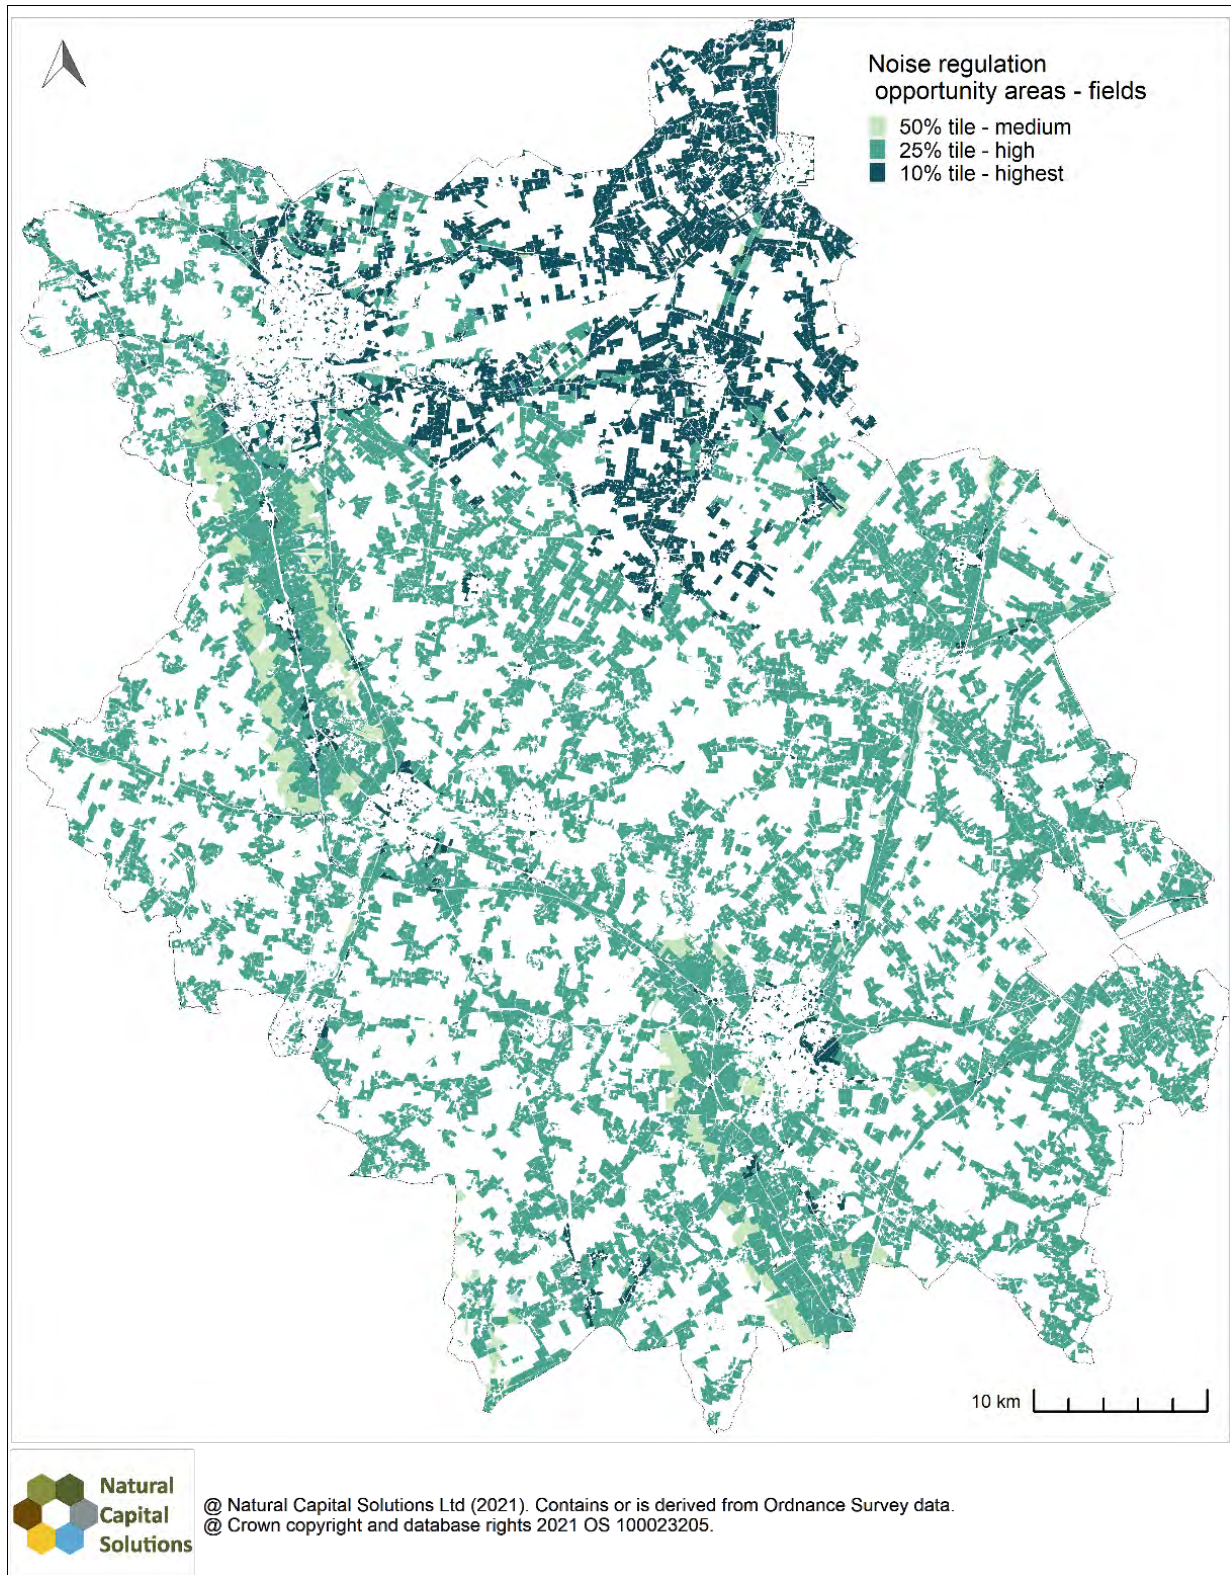 Noise regulation
opportunity areas - fields
50% tile - medium
25% tile - high
10% tile - highest
10 km
Natural
Capital
Solutions
@ Natural Capital Solutions Ltd (2021). Contains or is derived from Ordnance Survey data.
@ Crown copyright and database rights 2021 OS 100023205.